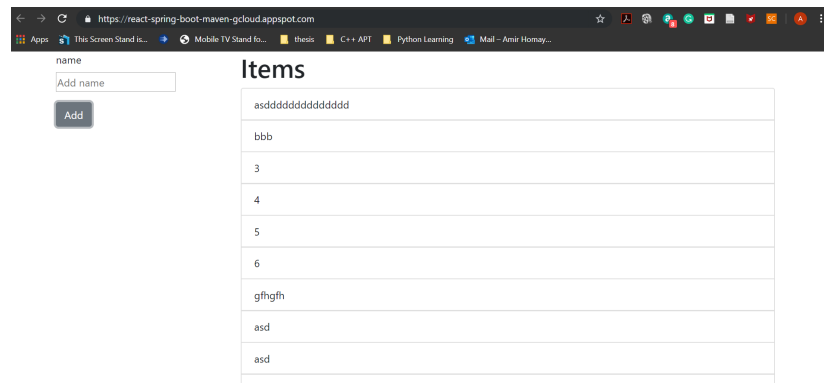 https://react-spring-boot-maven-gcloud.appspot.com
Apps This Screen Stand is... Mobile TV Stand fo... thesis C++ APT Python Learning Mail – Amir Homay...
name
Add name
Add
Items
asdddddddddddddd
bbb
3
4
5
6
gfhgfh
asd
asd